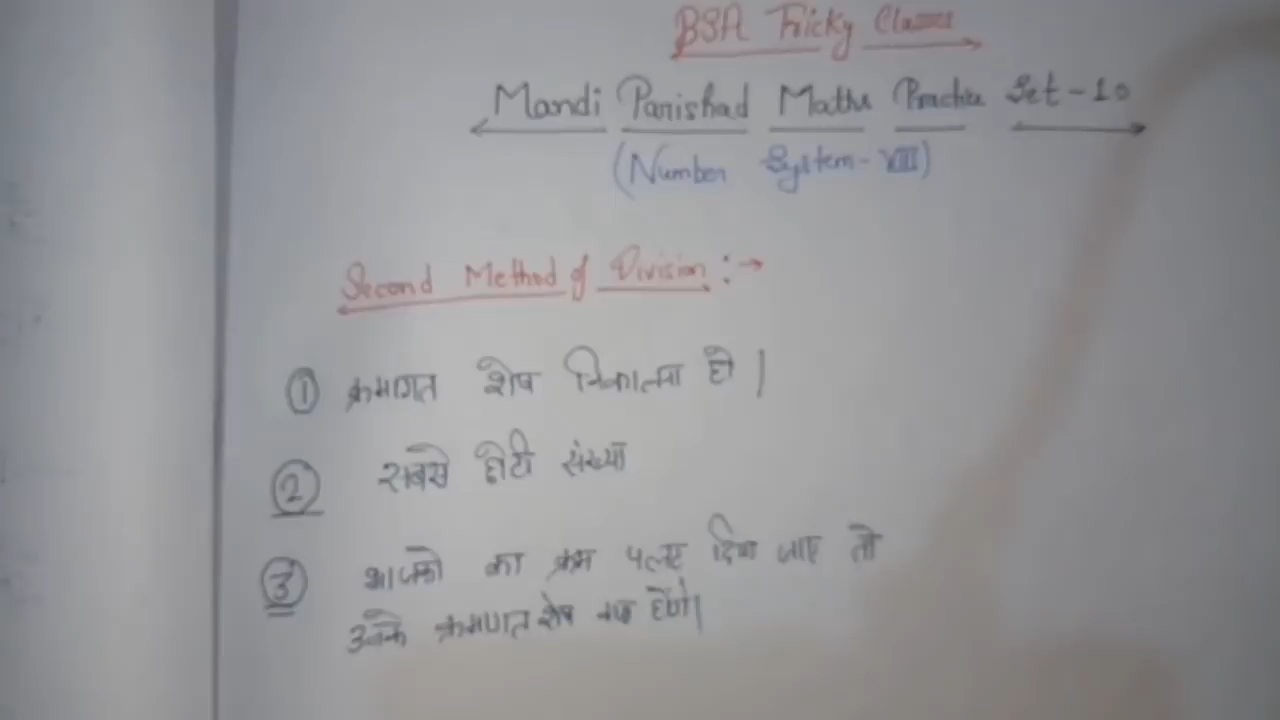 BSA Tricky Classes
Mandi Parishad Maths Practice Set-10
(Number System-VIII)
Second Method of Division :→
① क्रमागत शेष निकालना हो |
② सबसे छोटी संख्या
③ भाजको का क्रम पलट दिया जाए तो
उनके क्रमागत शेष क्या होंगे|